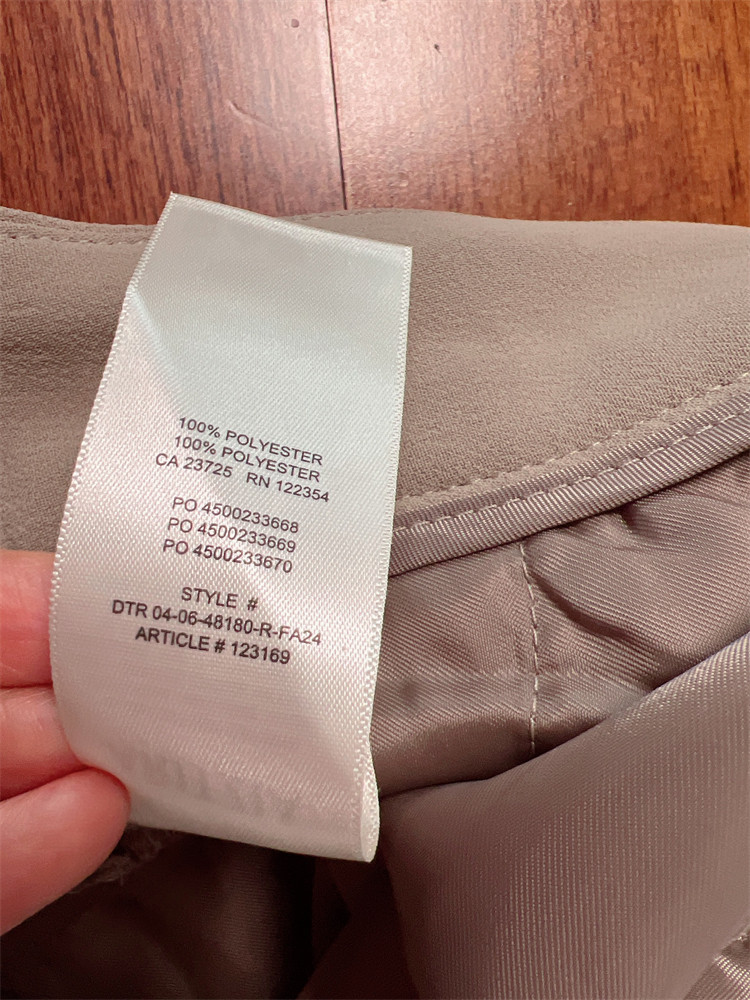 100% POLYESTER
100% POLYESTER
CA 23725 RN 122354
PO 4500233668
PO 4500233669
PO 4500233670
STYLE #
DTR 04-06-48180-R-FA24
ARTICLE # 123169